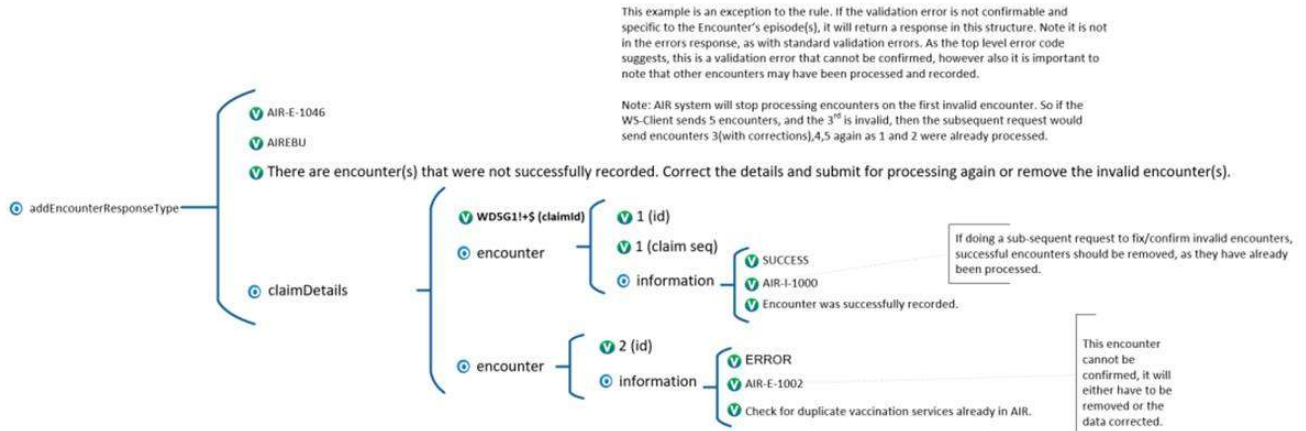 This example is an exception to the rule. If the validation error is not confirmable and
specific to the Encounter's episode(s), it will return a response in this structure. Note it is not
in the errors response, as with standard validation errors. As the top level error code
suggests, this is a validation error that cannot be confirmed, however also it is important to
note that other encounters may have been processed and recorded.
Note: AIR system will stop processing encounters on the first invalid encounter. So if the
WS-Client sends 5 encounters, and the 3rd is invalid, then the subsequent request would
send encounters 3(with corrections),4,5 again as 1 and 2 were already processed.
addEncounterResponseType
AIR-E-1046
AIREBU
There are encounter(s) that were not successfully recorded. Correct the details and submit for processing again or remove the invalid encounter(s).
claimDetails
WD5G1!+$ (claimId)
encounter
1 (id)
1 (claim seq)
information
SUCCESS
AIR-I-1000
Encounter was successfully recorded.
If doing a sub-sequent request to fix/confirm invalid encounters,
successful encounters should be removed, as they have already
been processed.
encounter
2 (id)
information
ERROR
AIR-E-1002
Check for duplicate vaccination services already in AIR.
This encounter
cannot be
confirmed, it will
either have to be
removed or the
data corrected.